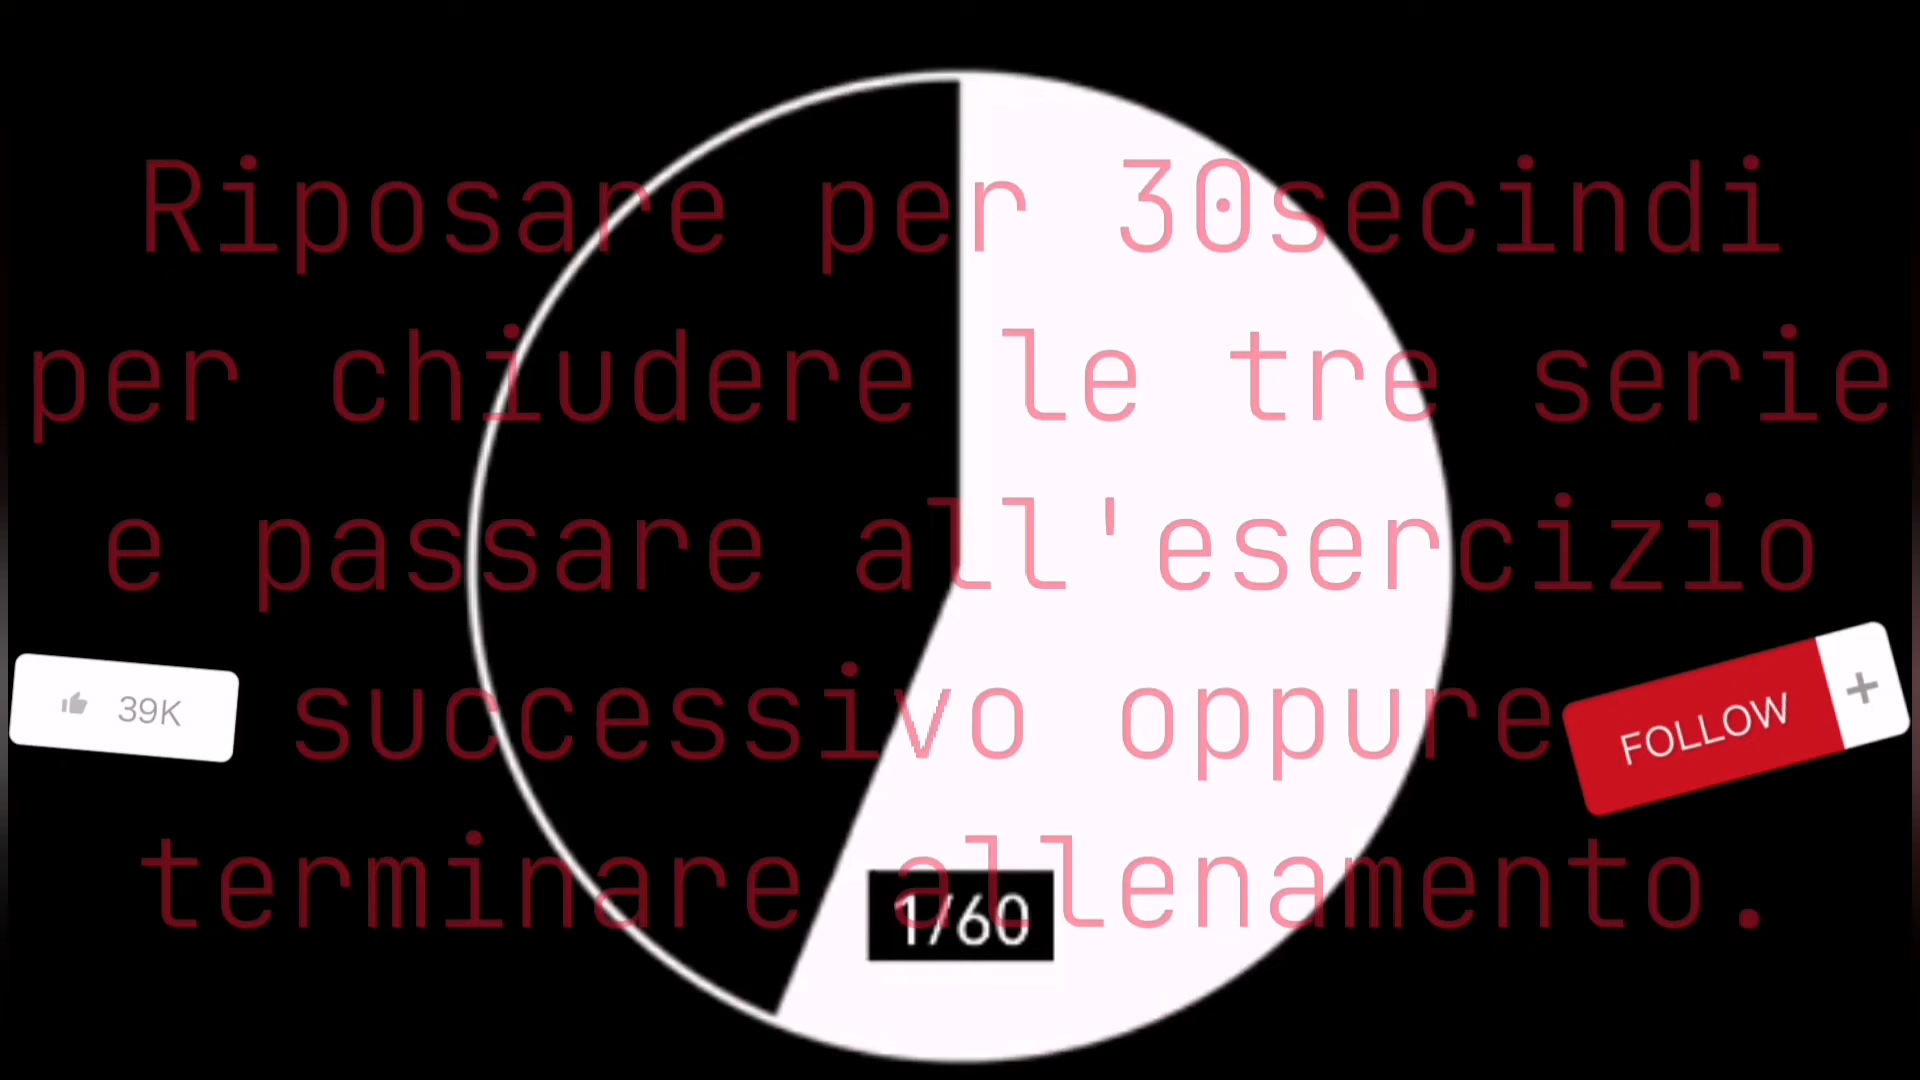 Riposare per 30secindi
per chiudere le tre serie
e passare all'esercizio
successivo oppure
terminare allenamento.
39K
FOLLOW +
1/60